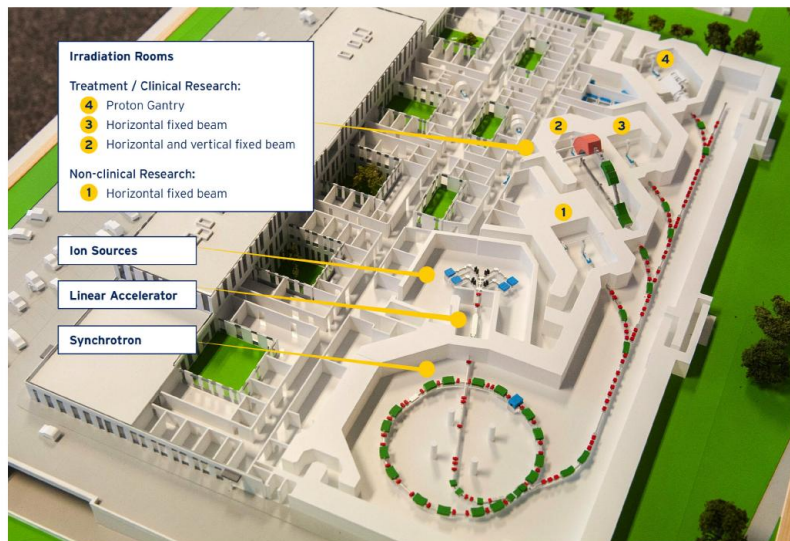 Irradiation Rooms
Treatment / Clinical Research:
4 Proton Gantry
3 Horizontal fixed beam
2 Horizontal and vertical fixed beam
Non-clinical Research:
1 Horizontal fixed beam
Ion Sources
Linear Accelerator
Synchrotron
4
2
3
1